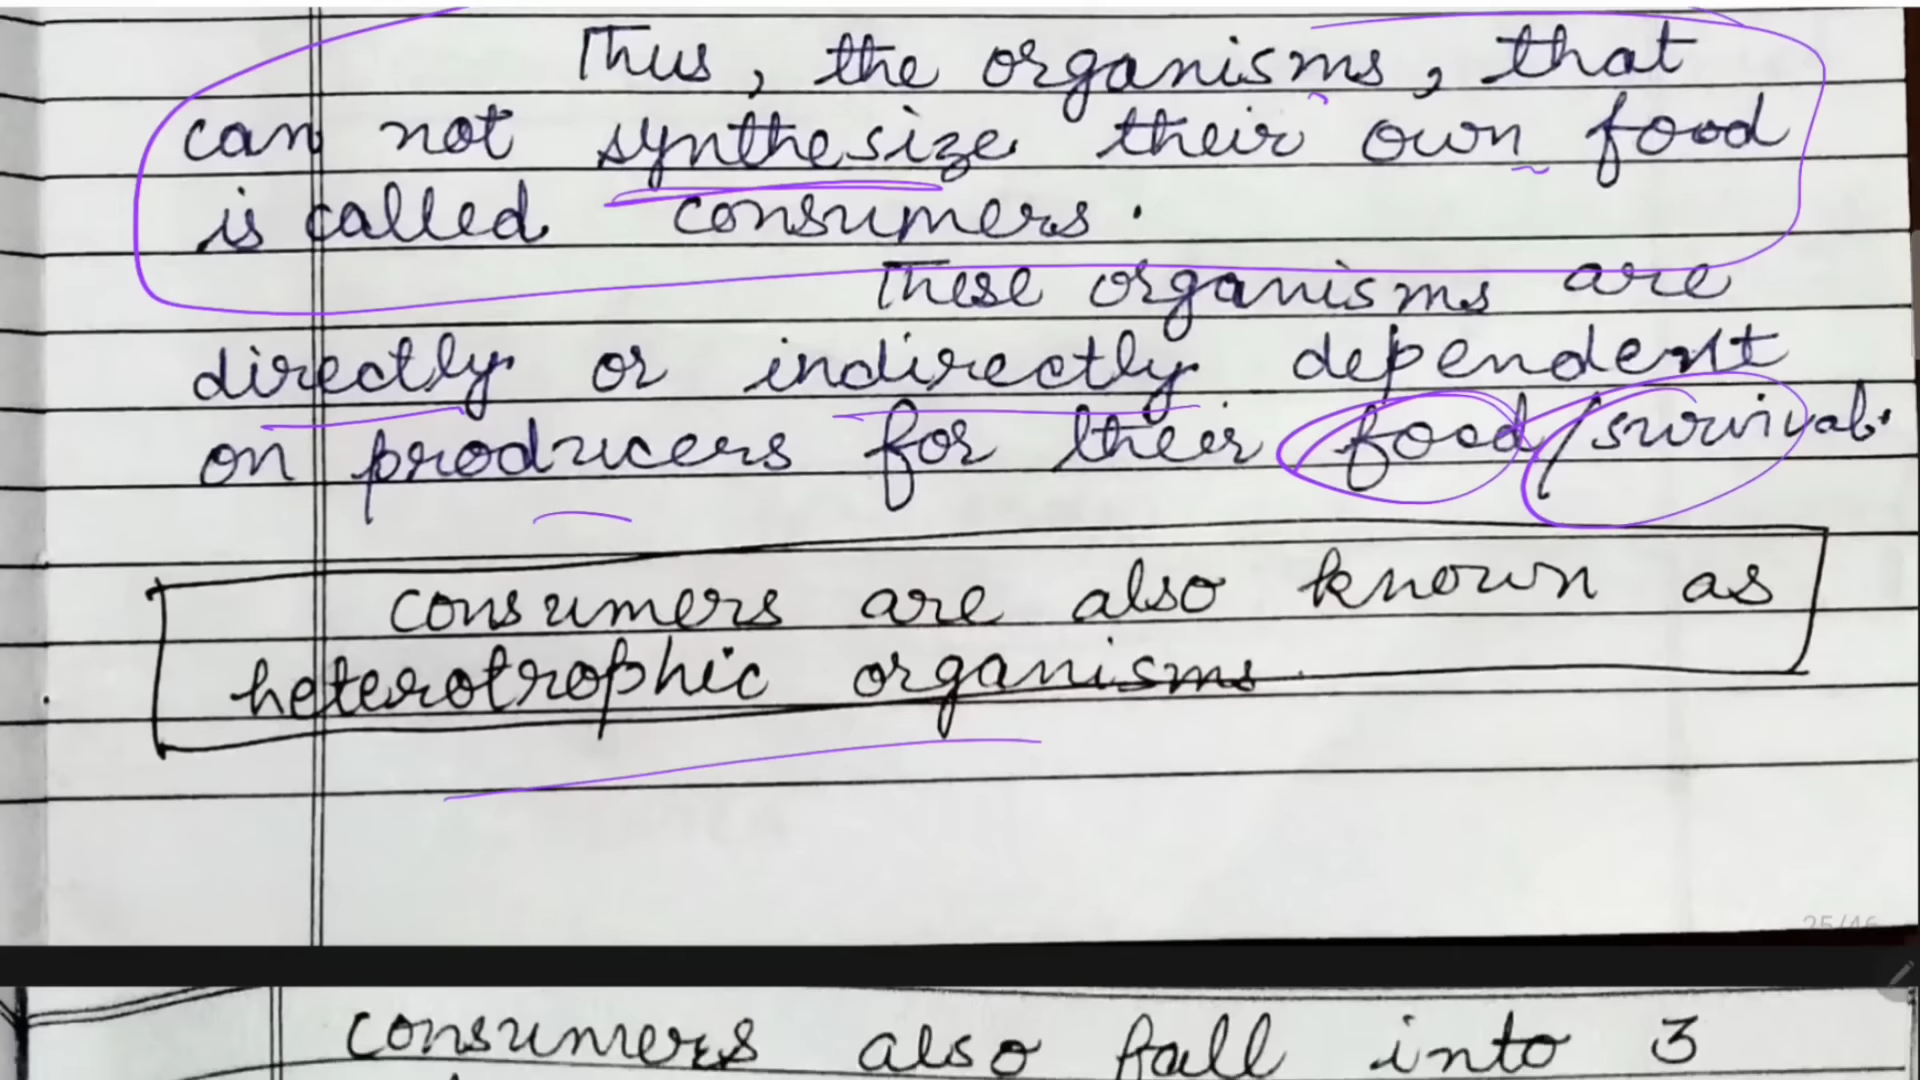 Thus, the organisms, that
can not synthesize their own food
is called consumers.
These organisms are
directly or indirectly dependent
on producers for their food/survival.
consumers are also known as
heterotrophic organisms.
25/46
consumers also fall into 3